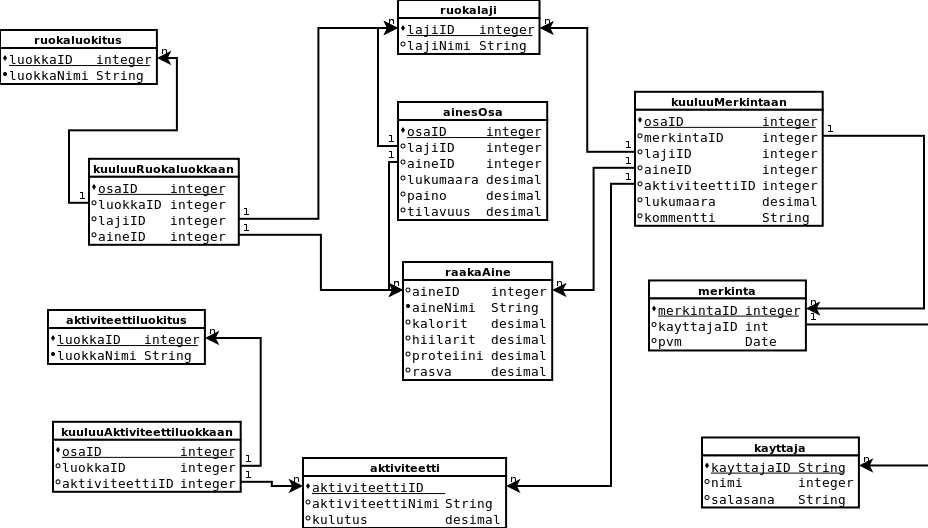 ruokaluokitus
luokkaID integer
luokkaNimi String
n
kuuluuRuokaluokkaan
osaID integer
luokkaID integer
lajiID integer
aineID integer
1
1
1
ruokalaji
lajiID integer
lajiNimi String
n
n
ainesOsa
osaID integer
lajiID integer
aineID integer
lukumaara desimal
paino desimal
tilavuus desimal
1
1
raakaAine
aineID integer
aineNimi String
kalorit desimal
hiilarit desimal
proteiini desimal
rasva desimal
n
n
kuuluuMerkintaan
osaID integer
merkintaID integer
lajiID integer
aineID integer
aktiviteettiID integer
lukumaara desimal
kommentti String
1
1
1
1
merkinta
merkintaID integer
kayttajaID int
pvm Date
n
1
aktiviteettiluokitus
luokkaID integer
luokkaNimi String
n
kuuluuAktiviteettiluokkaan
osaID integer
luokkaID integer
aktiviteettiID integer
1
1
aktiviteetti
aktiviteettiID
aktiviteettiNimi String
kulutus desimal
n
n
kayttaja
kayttajaID String
nimi integer
salasana String
n